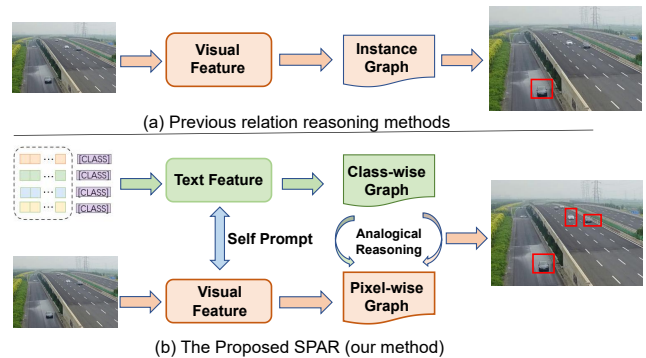 Visual
Feature
Instance
Graph
(a) Previous relation reasoning methods
... [CLASS]
... [CLASS]
... [CLASS]
... [CLASS]
Text Feature
Class-wise
Graph
Self Prompt
Analogical
Reasoning
Visual
Feature
Pixel-wise
Graph
(b) The Proposed SPAR (our method)